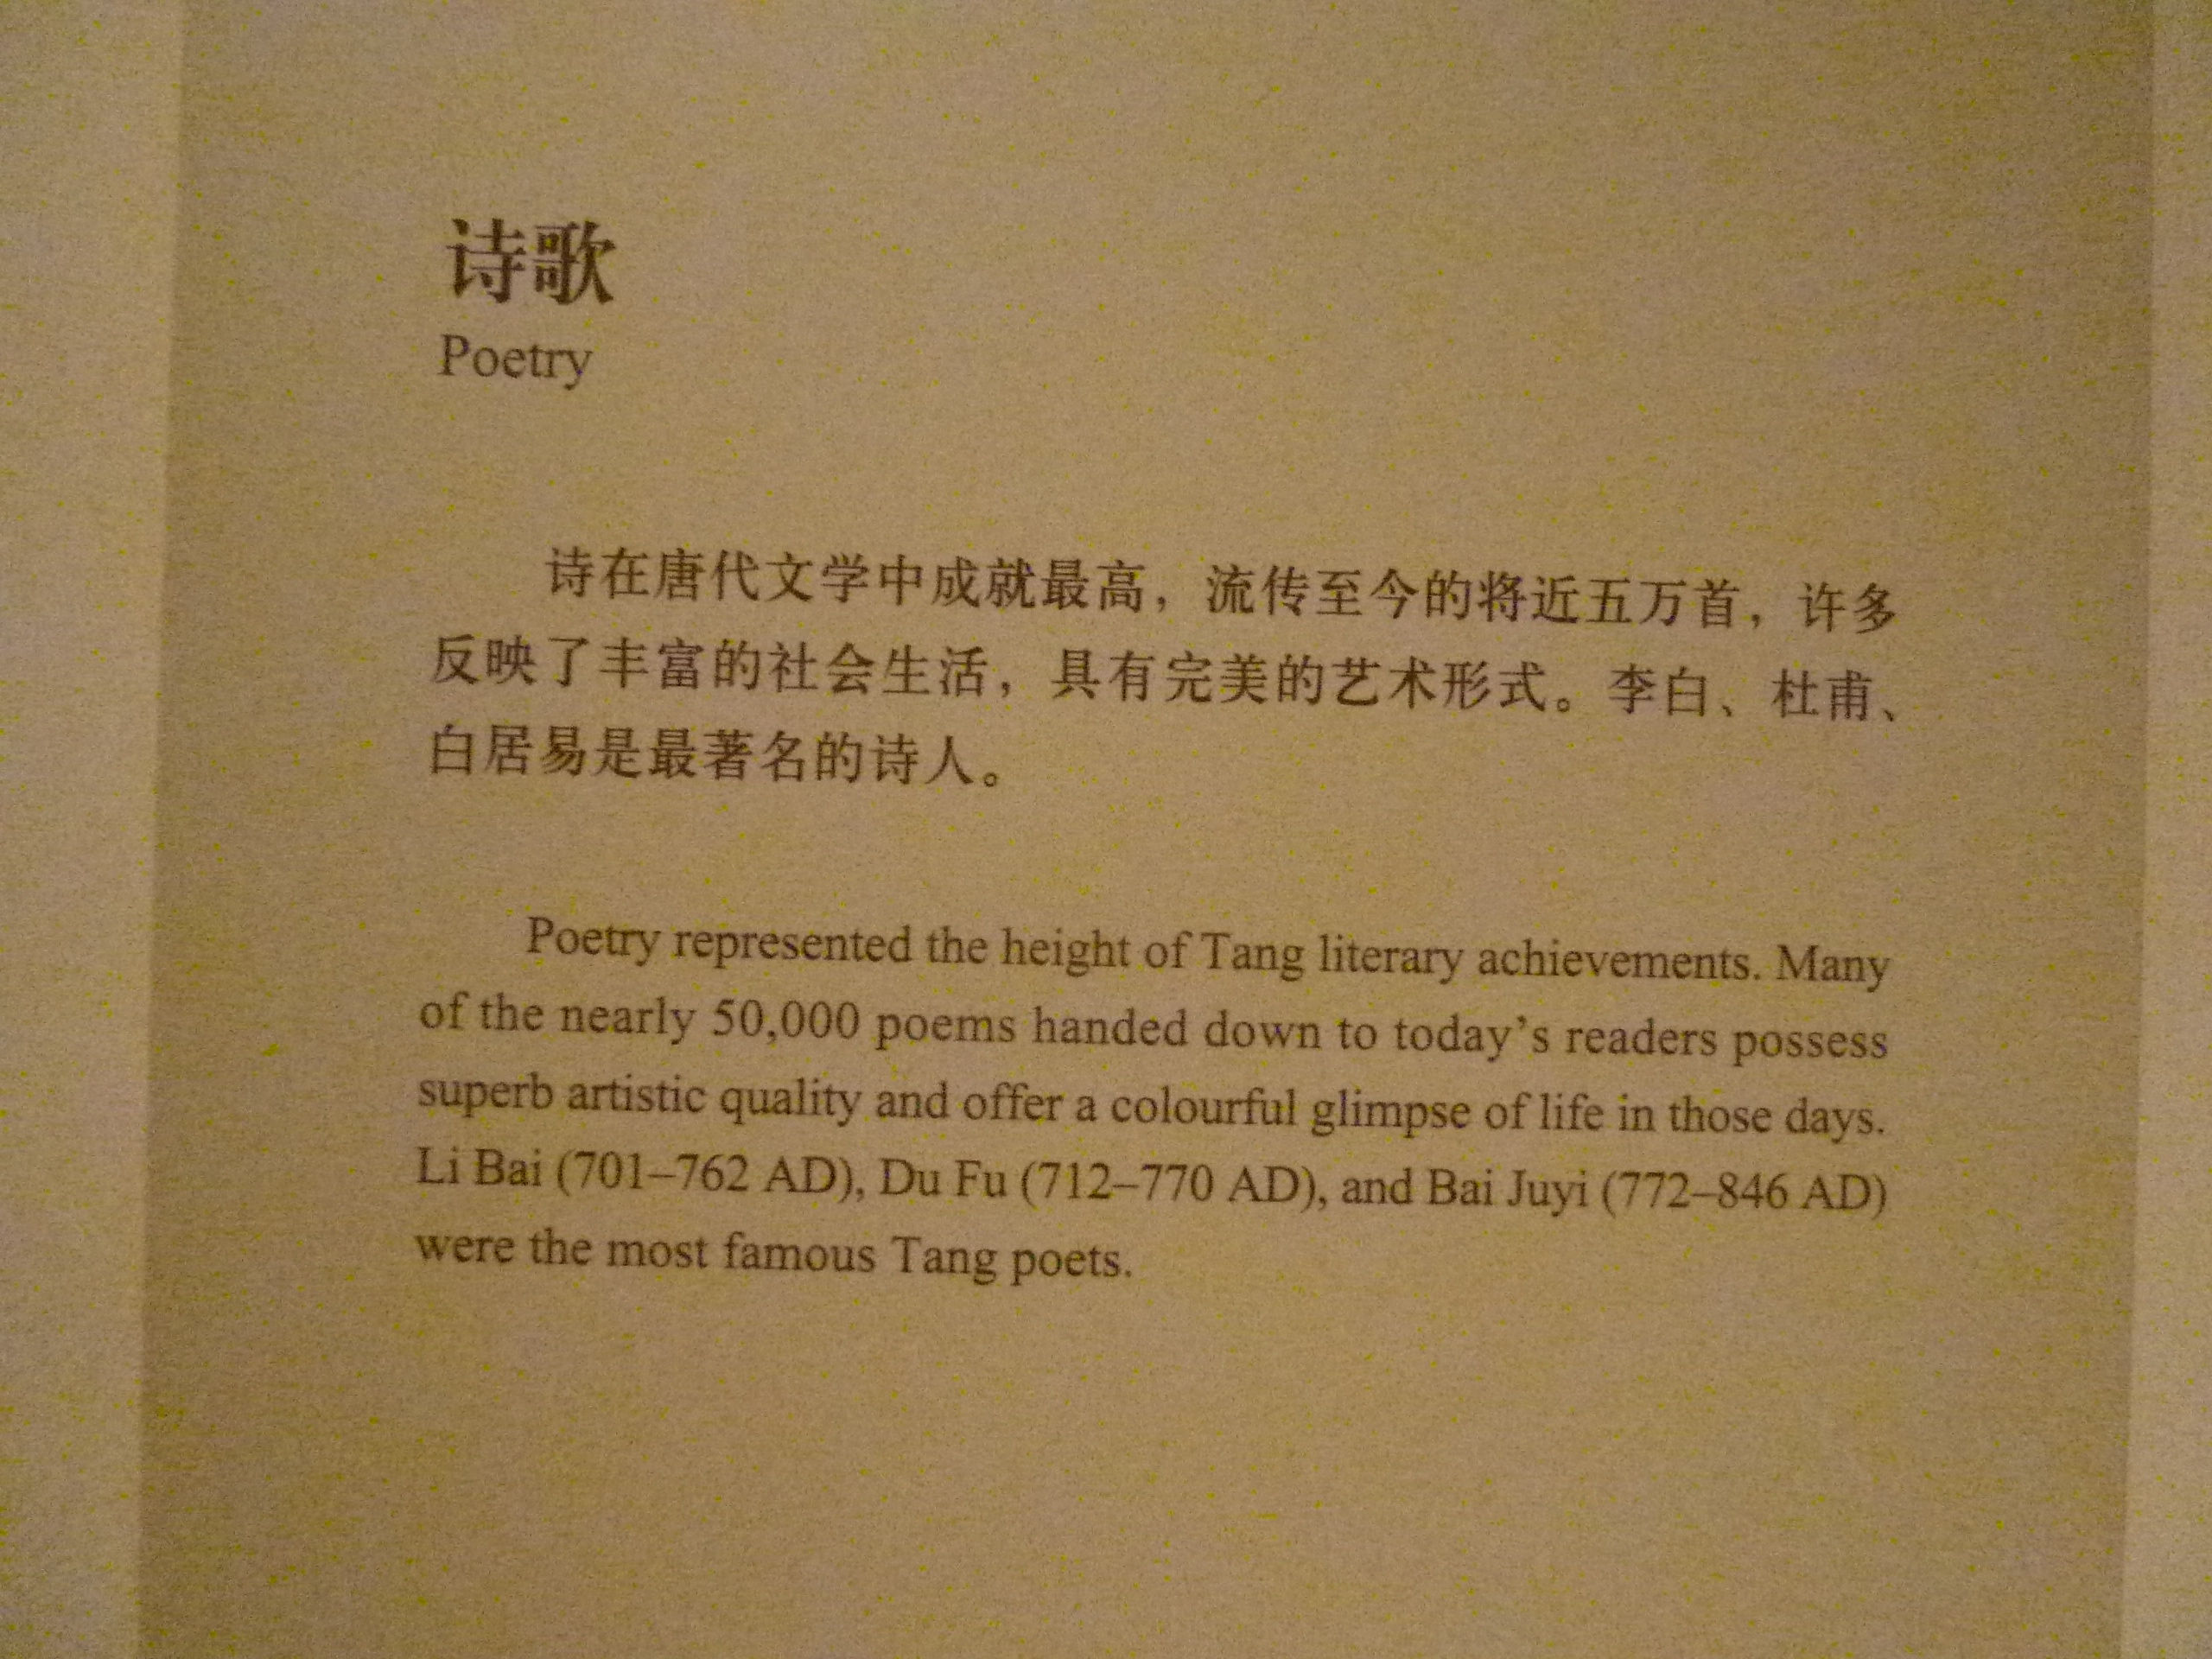 诗歌
Poetry
诗在唐代文学中成就最高，流传至今的将近五万首，许多
反映了丰富的社会生活，具有完美的艺术形式。李白、杜甫、
白居易是最著名的诗人。
Poetry represented the height of Tang literary achievements. Many
of the nearly 50,000 poems handed down to today’s readers possess
superb artistic quality and offer a colourful glimpse of life in those days.
Li Bai (701–762 AD), Du Fu (712–770 AD), and Bai Juyi (772–846 AD)
were the most famous Tang poets.